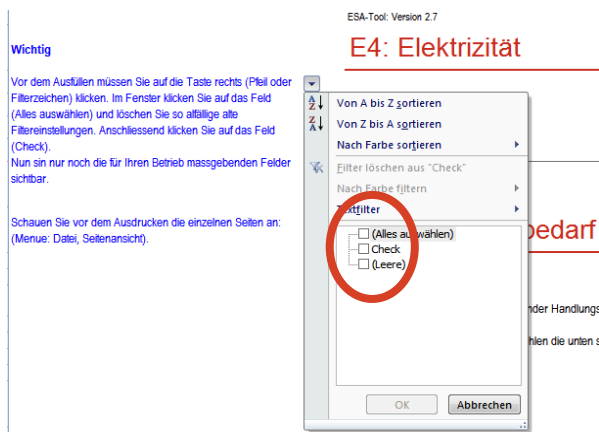 ESA-Tool: Version 2.7
E4: Elektrizität
Wichtig
Vor dem Ausfüllen müssen Sie auf die Taste rechts (Pfeil oder
Filterzeichen) klicken. Im Fenster klicken Sie auf das Feld
(Alles auswählen) und löschen Sie so alfällige alte
Filtereinstellungen. Anschliessend klicken Sie auf das Feld
(Check).
Nun sin nur noch die für Ihren Betrieb massgebenden Felder
sichtbar.
Schauen Sie vor dem Ausdrucken die einzelnen Seiten an:
(Menue: Datei, Seitenansicht).
Von A bis Z sortieren
Von Z bis A sortieren
Nach Farbe sortieren
Filter löschen aus "Check"
Nach Farbe filtern
Textfilter
(Alles auswählen)
Check
(Leere)
OK
Abbrechen
bedarf
nder Handlungs
hlen die unten s